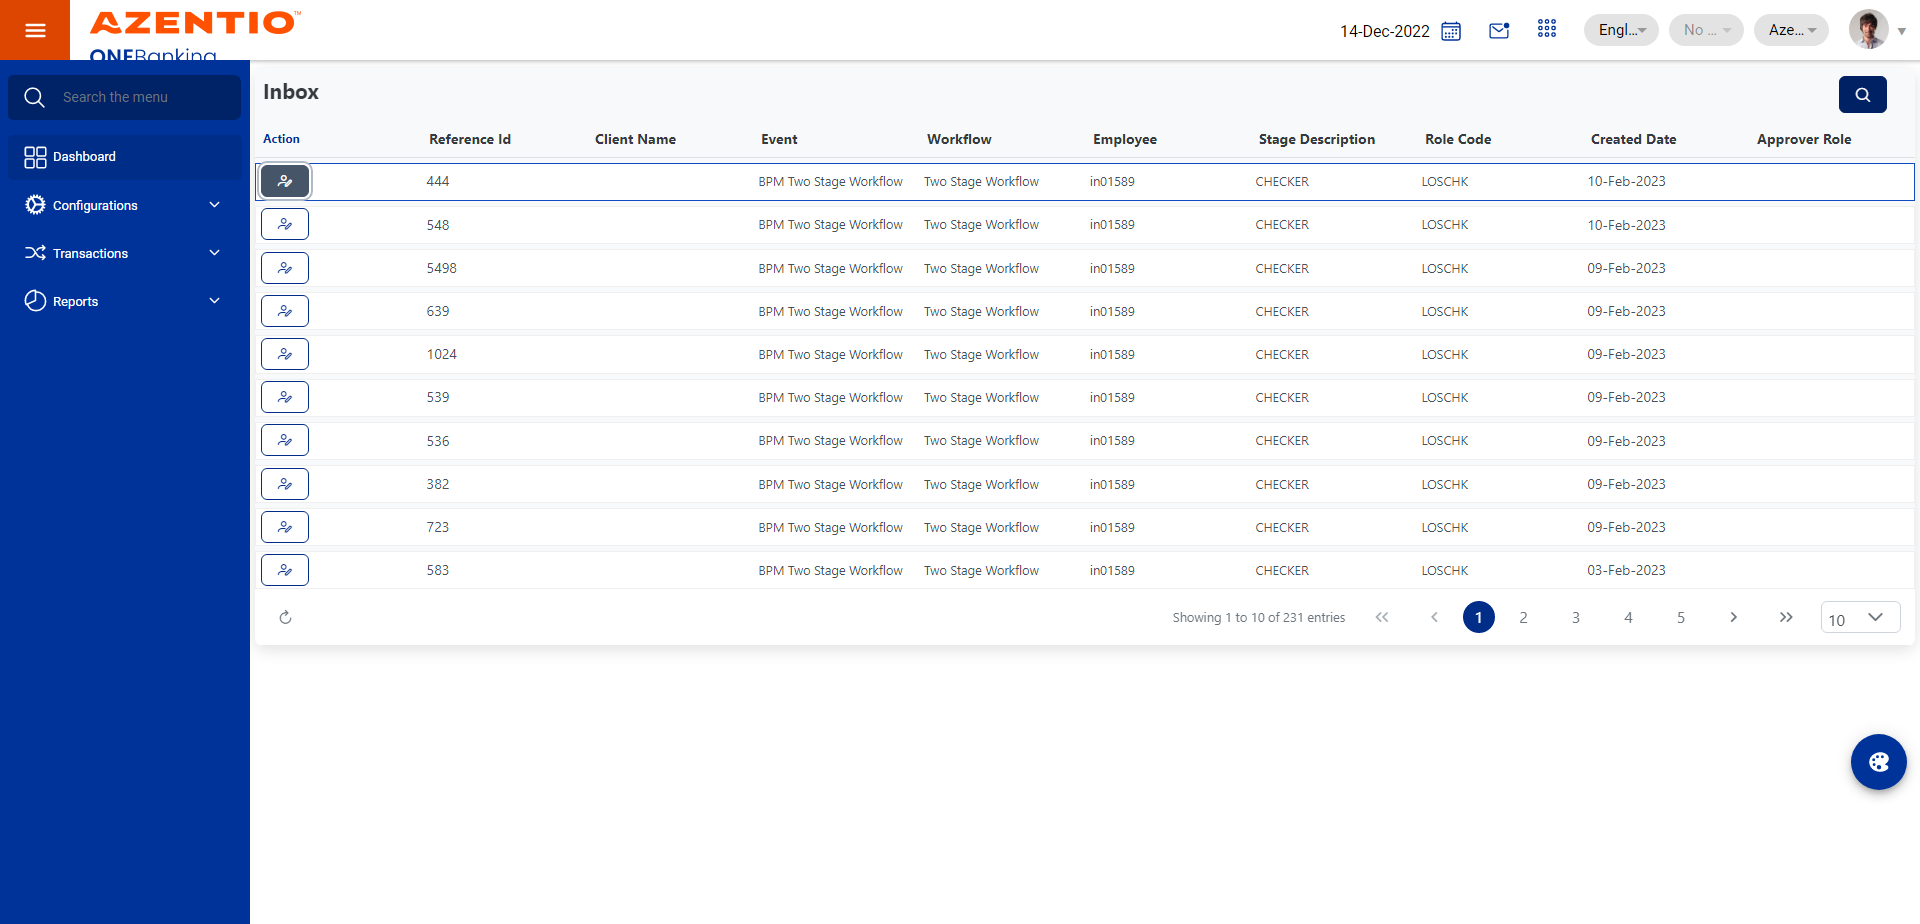 AZENTIO™
ONEBanking
14-Dec-2022
Engl...
No ...
Aze...
Search the menu
Dashboard
Configurations
Transactions
Reports
Inbox
Action Reference Id Client Name Event Workflow Employee Stage Description Role Code Created Date Approver Role
444 BPM Two Stage Workflow Two Stage Workflow in01589 CHECKER LOSCHK 10-Feb-2023
548 BPM Two Stage Workflow Two Stage Workflow in01589 CHECKER LOSCHK 10-Feb-2023
5498 BPM Two Stage Workflow Two Stage Workflow in01589 CHECKER LOSCHK 09-Feb-2023
639 BPM Two Stage Workflow Two Stage Workflow in01589 CHECKER LOSCHK 09-Feb-2023
1024 BPM Two Stage Workflow Two Stage Workflow in01589 CHECKER LOSCHK 09-Feb-2023
539 BPM Two Stage Workflow Two Stage Workflow in01589 CHECKER LOSCHK 09-Feb-2023
536 BPM Two Stage Workflow Two Stage Workflow in01589 CHECKER LOSCHK 09-Feb-2023
382 BPM Two Stage Workflow Two Stage Workflow in01589 CHECKER LOSCHK 09-Feb-2023
723 BPM Two Stage Workflow Two Stage Workflow in01589 CHECKER LOSCHK 09-Feb-2023
583 BPM Two Stage Workflow Two Stage Workflow in01589 CHECKER LOSCHK 03-Feb-2023
Showing 1 to 10 of 231 entries 1 2 3 4 5 10